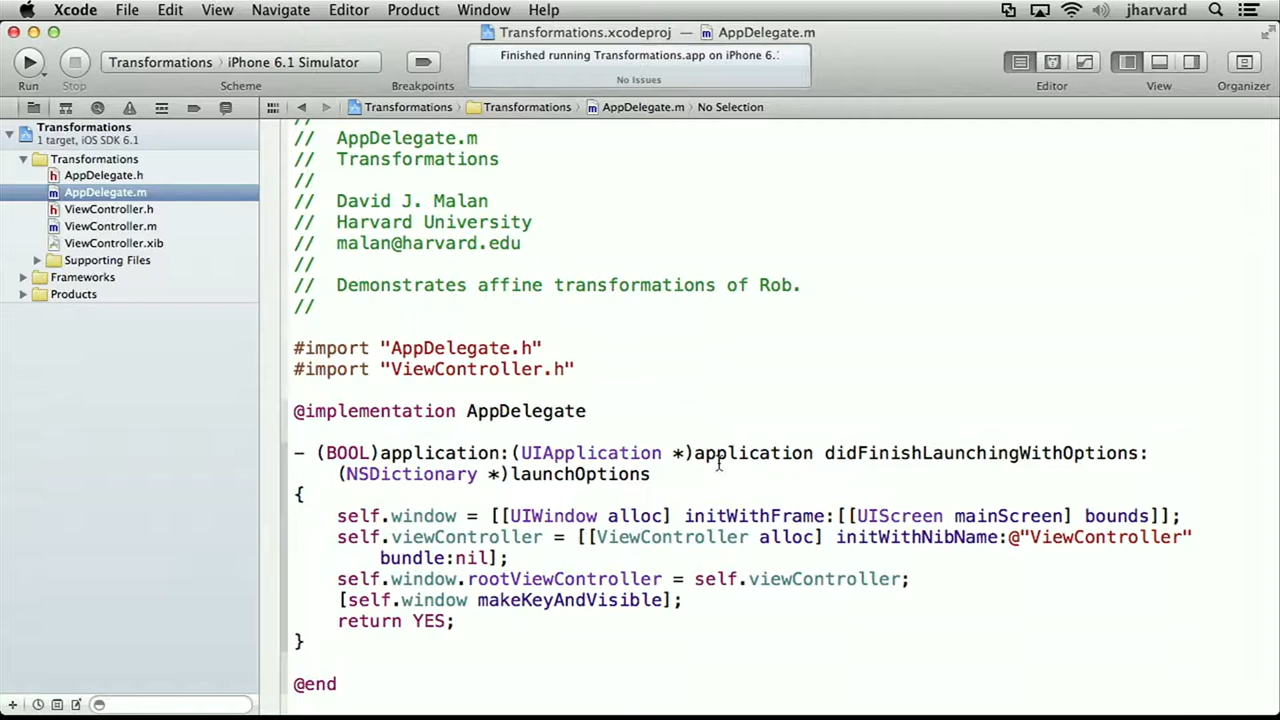 Xcode File Edit View Navigate Editor Product Window Help jharvard
Transformations.xcodeproj — AppDelegate.m
Run Stop Transformations › iPhone 6.1 Simulator Scheme Breakpoints Finished running Transformations.app on iPhone 6.: Editor View Organizer
No Issues
Transformations Transformations AppDelegate.m No Selection
Transformations
1 target, iOS SDK 6.1
Transformations
AppDelegate.h
AppDelegate.m
ViewController.h
ViewController.m
ViewController.xib
Supporting Files
Frameworks
Products
//
// AppDelegate.m
// Transformations
//
// David J. Malan
// Harvard University
// malan@harvard.edu
//
// Demonstrates affine transformations of Rob.
//
#import "AppDelegate.h"
#import "ViewController.h"
@implementation AppDelegate
- (BOOL)application:(UIApplication *)application didFinishLaunchingWithOptions:
(NSDictionary *)launchOptions
{
self.window = [[UIWindow alloc] initWithFrame:[[UIScreen mainScreen] bounds]];
self.viewController = [[ViewController alloc] initWithNibName:@"ViewController"
bundle:nil];
self.window.rootViewController = self.viewController;
[self.window makeKeyAndVisible];
return YES;
}
@end